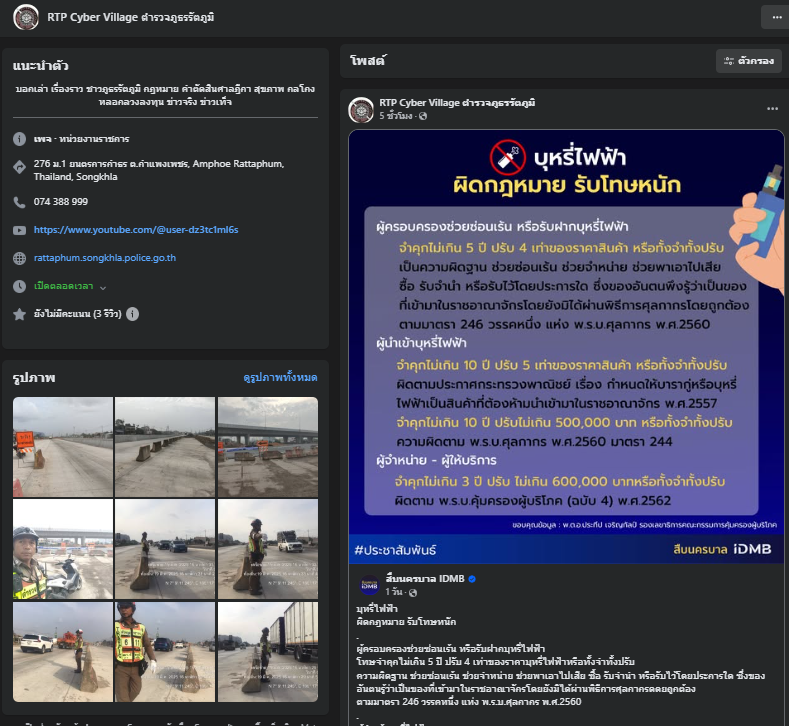 RTP Cyber Village ตำรวจภูธรรัตภูมิ
แนะนำตัว
บอกเล่า เรื่องราว ชาวภูธรรัตภูมิ กฎหมาย คำตัดสินศาลฎีกา สุขภาพ กลโกง
หลอกลวงลงทุน ข่าวจริง ข่าวเท็จ
เพจ · หน่วยงานราชการ
276 ม.1 ยนตรการกำธร ต.กำแพงเพชร, Amphoe Rattaphum,
Thailand, Songkhla
074 388 999
https://www.youtube.com/@user-dz3tc1ml6s
rattaphum.songkhla.police.go.th
เปิดตลอดเวลา
ยังไม่มีคะแนน (3 รีวิว)
รูปภาพ
ดูรูปภาพทั้งหมด
โพสต์
ตัวกรอง
RTP Cyber Village ตำรวจภูธรรัตภูมิ
5 ชั่วโมง ·
บุหรี่ไฟฟ้า
ผิดกฎหมาย รับโทษหนัก
ผู้ครอบครองช่วยซ่อนเร้น หรือรับฝากบุหรี่ไฟฟ้า
จำคุกไม่เกิน 5 ปี ปรับ 4 เท่าของราคาสินค้า หรือทั้งจำทั้งปรับ
เป็นความผิดฐาน ช่วยซ่อนเร้น ช่วยจำหน่าย ช่วยพาเอาไปเสีย
ซื้อ รับจำนำ หรือรับไว้โดยประการใด ซึ่งของอันตนพึงรู้ว่าเป็นของ
ที่เข้ามาในราชอาณาจักรโดยยังมิได้ผ่านพิธีการศุลกากรโดยถูกต้อง
ตามมาตรา 246 วรรคหนึ่ง แห่ง พ.ร.บ.ศุลกากร พ.ศ.2560
ผู้นำเข้าบุหรี่ไฟฟ้า
จำคุกไม่เกิน 10 ปี ปรับ 5 เท่าของราคาสินค้า หรือทั้งจำทั้งปรับ
ผิดตามประกาศกระทรวงพาณิชย์ เรื่อง กำหนดให้บารากู่หรือบุหรี่
ไฟฟ้าเป็นสินค้าที่ต้องห้ามนำเข้ามาในราชอาณาจักร พ.ศ.2557
จำคุกไม่เกิน 10 ปี ปรับไม่เกิน 500,000 บาท หรือทั้งจำทั้งปรับ
ความผิดตาม พ.ร.บ.ศุลกากร พ.ศ.2560 มาตรา 244
ผู้จำหน่าย - ผู้ให้บริการ
จำคุกไม่เกิน 3 ปี ปรับ ไม่เกิน 600,000 บาทหรือทั้งจำทั้งปรับ
ผิดตาม พ.ร.บ.คุ้มครองผู้บริโภค (ฉบับ 4) พ.ศ.2562
ขอบคุณข้อมูล : พ.ต.อ.ประทีป เจริญกัลป์ รองเลขาธิการคณะกรรมการคุ้มครองผู้บริโภค
#ประชาสัมพันธ์
สืบนครบาล IDMB
สืบนครบาล IDMB
1 วัน ·
บุหรี่ไฟฟ้า
ผิดกฎหมาย รับโทษหนัก
.
ผู้ครอบครองช่วยซ่อนเร้น หรือรับฝากบุหรี่ไฟฟ้า
โทษจำคุกไม่เกิน 5 ปี ปรับ 4 เท่าของราคาบุหรี่ไฟฟ้าหรือทั้งจำทั้งปรับ
ความผิดฐาน ช่วยซ่อนเร้น ช่วยจำหน่าย ช่วยพาเอาไปเสีย ซื้อ รับจำนำ หรือรับไว้โดยประการใด ซึ่งของ
อันตนรู้ว่าเป็นของที่เข้ามาในราชอาณาจักรโดยยังมิได้ผ่านพิธีการศุลกากรดดยถูกต้อง
ตามมาตรา 246 วรรคหนึ่ง แห่ง พ.ร.บ.ศุลกากร พ.ศ.2560
.